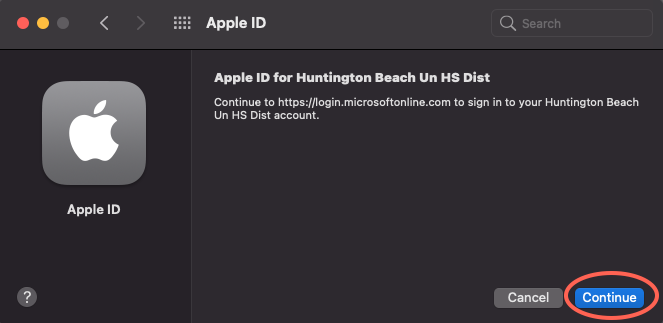 Apple ID
Search
Apple ID for Huntington Beach Un HS Dist
Continue to https://login.microsoftonline.com to sign in to your Huntington Beach
Un HS Dist account.
Apple ID
?
Cancel
Continue